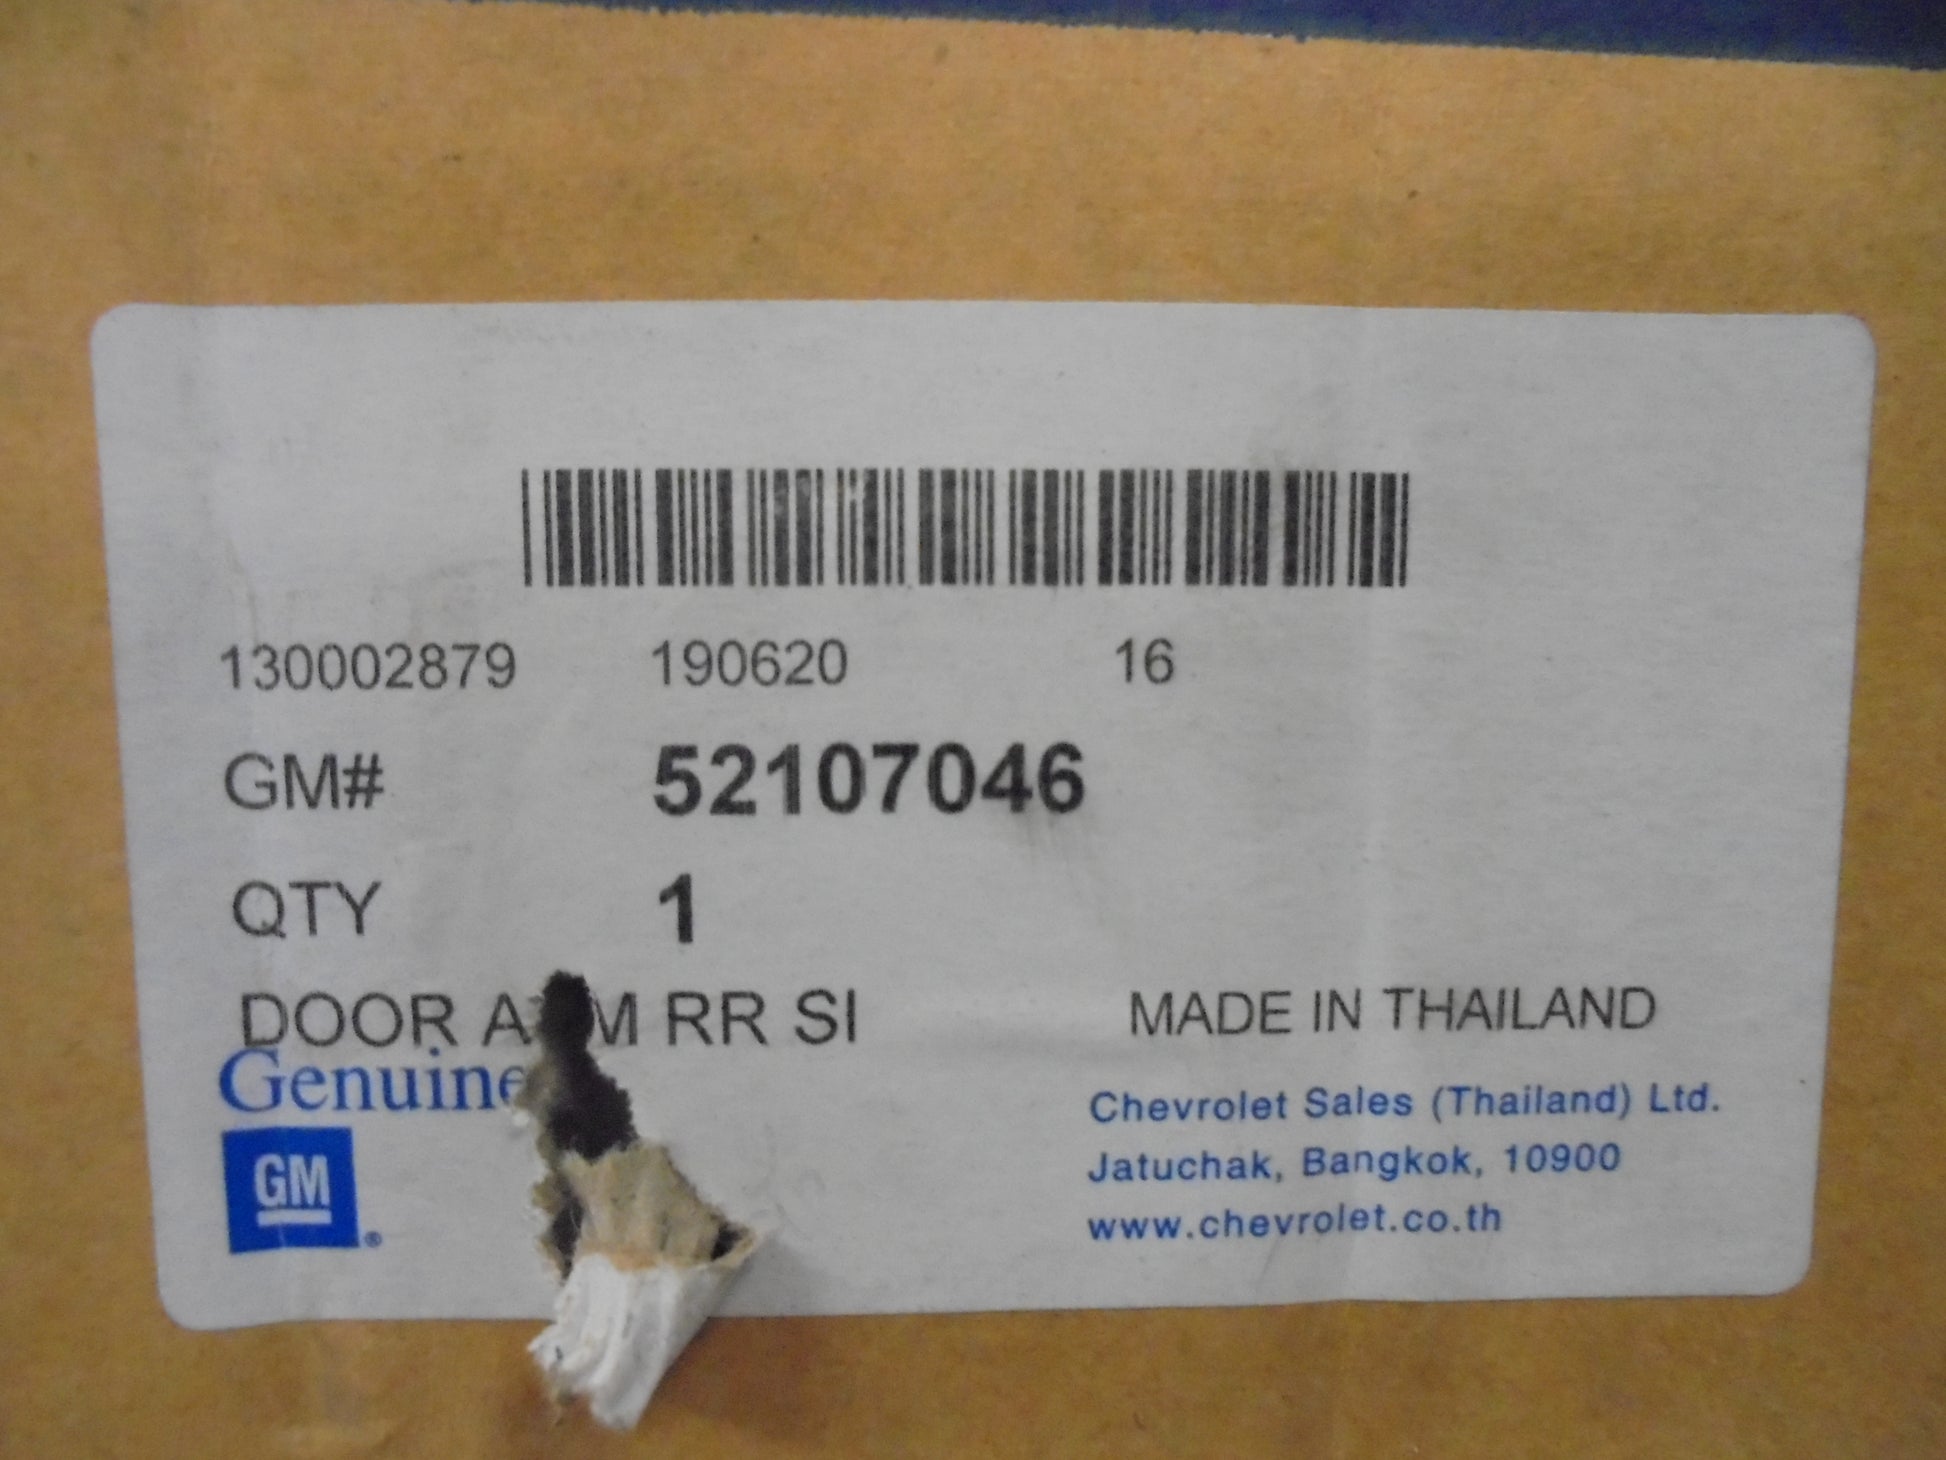 130002879 190620 16
GM# 52107046
QTY 1
DOOR RR SI MADE IN THAILAND
Genuine
GM®
Chevrolet Sales (Thailand) Ltd.
Jatuchak, Bangkok, 10900
www.chevrolet.co.th